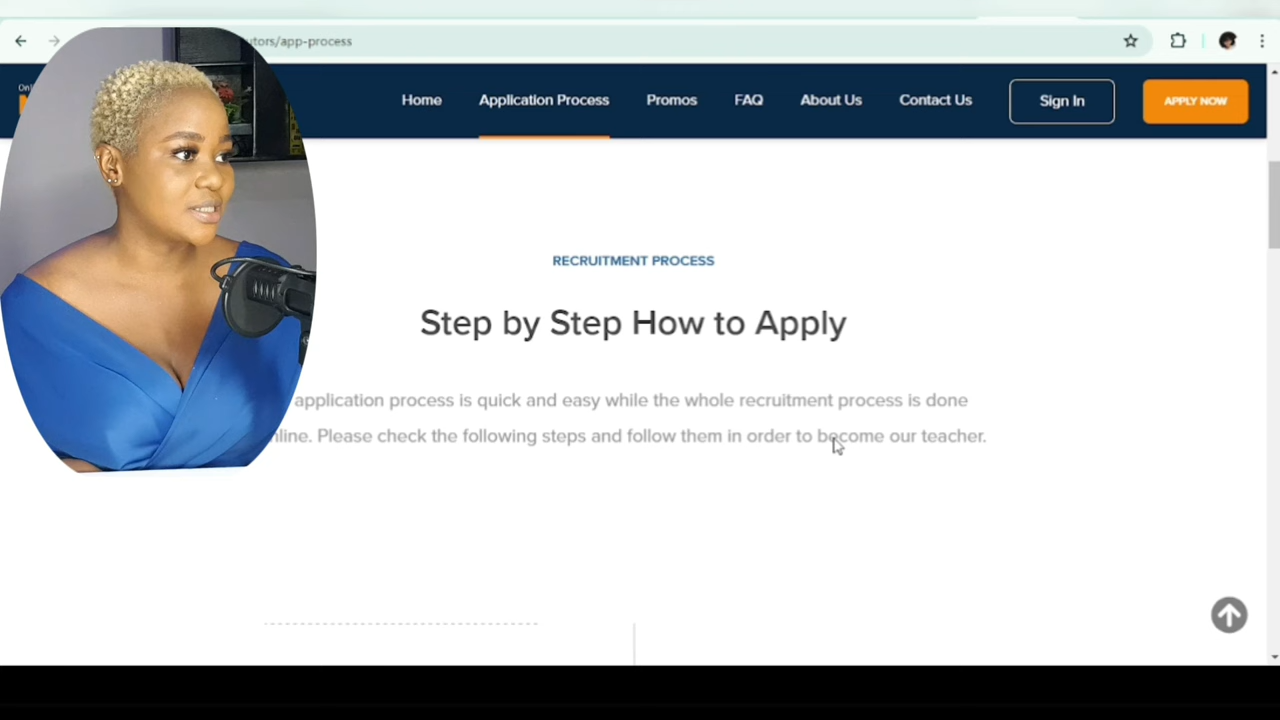 utors/app-process
Onl
Home Application Process Promos FAQ About Us Contact Us Sign In APPLY NOW
RECRUITMENT PROCESS
Step by Step How to Apply
application process is quick and easy while the whole recruitment process is done
nline. Please check the following steps and follow them in order to become our teacher.